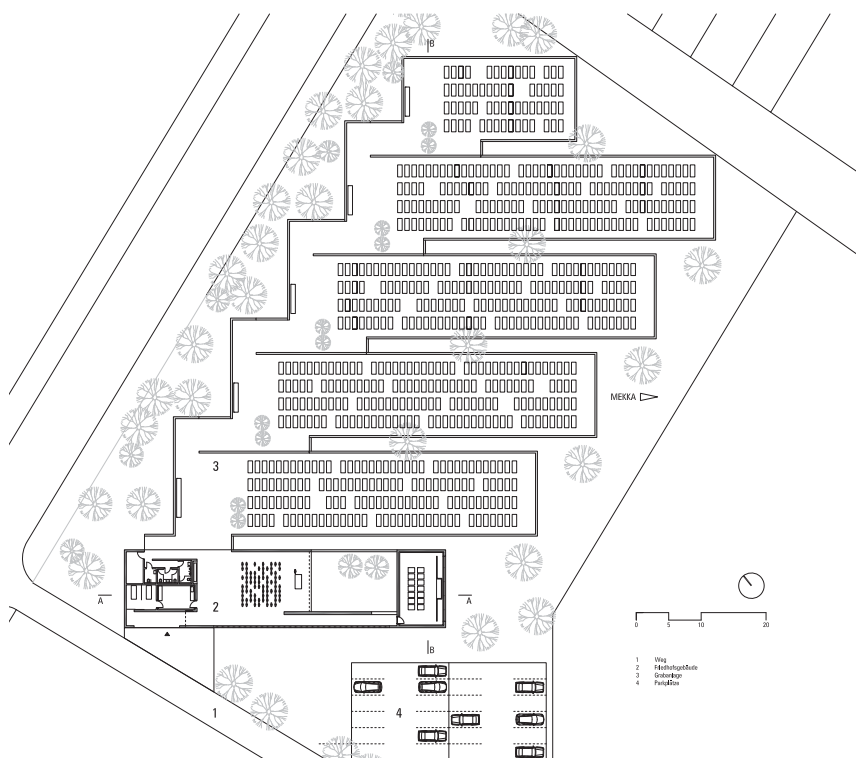 B
MEKKA
3
A
2
A
B
0 5 10 20
1 Weg
2 Friedhofsgebäude
3 Grabanlage
4 Parkplätze
4
1